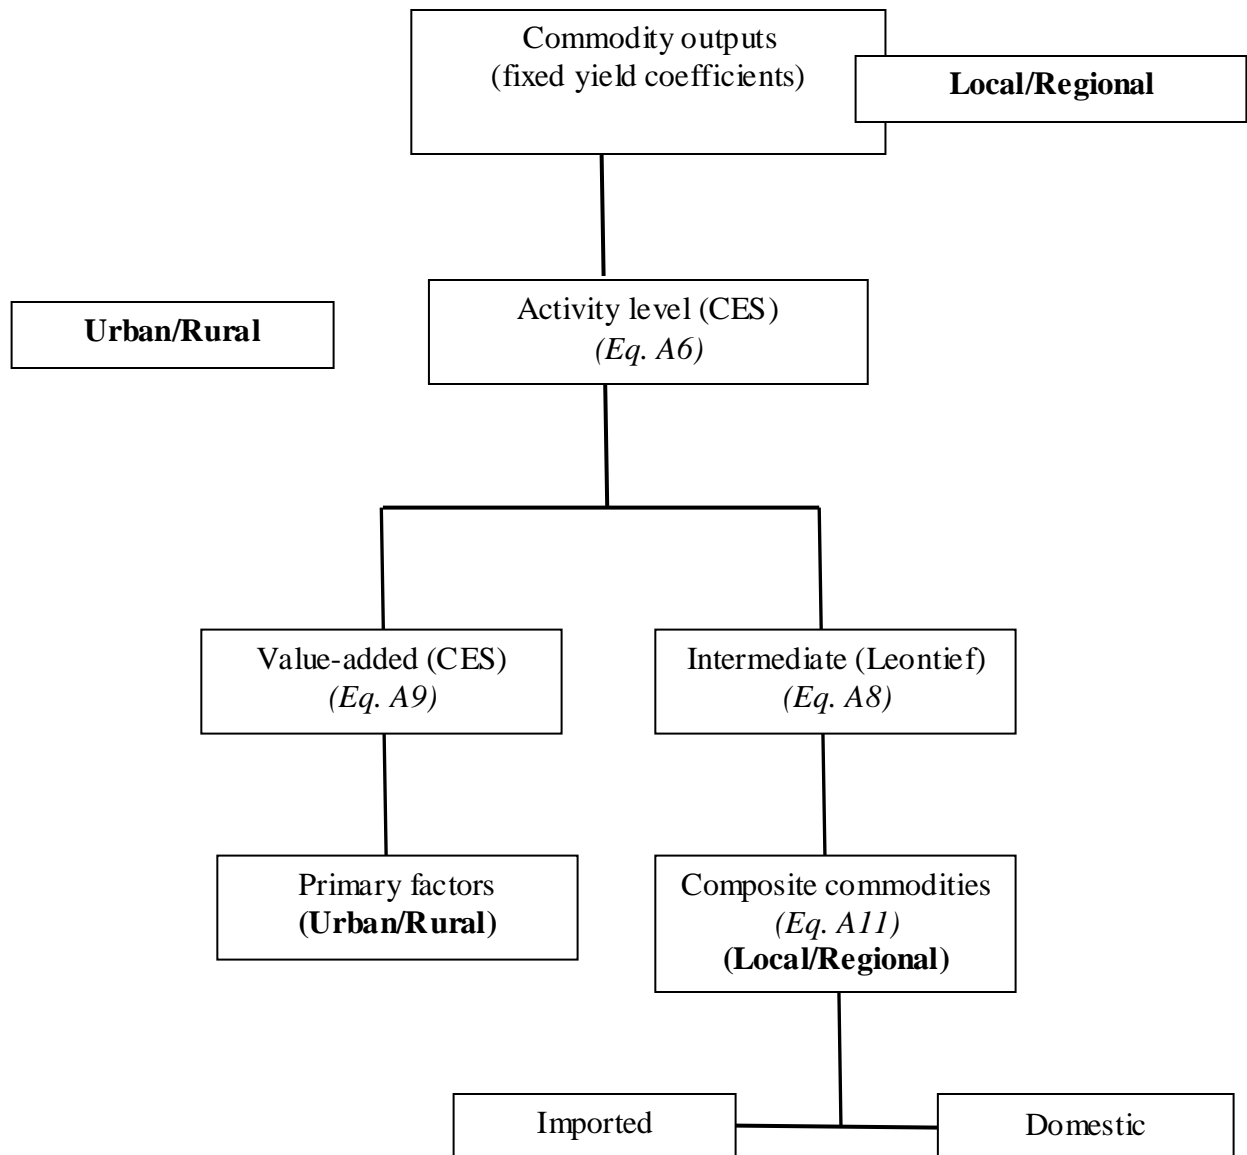 Commodity outputs
(fixed yield coefficients)
Local/Regional
Urban/Rural
Activity level (CES)
(Eq. A6)
Value-added (CES)
(Eq. A9)
Intermediate (Leontief)
(Eq. A8)
Primary factors
(Urban/Rural)
Composite commodities
(Eq. A11)
(Local/Regional)
Imported
Domestic